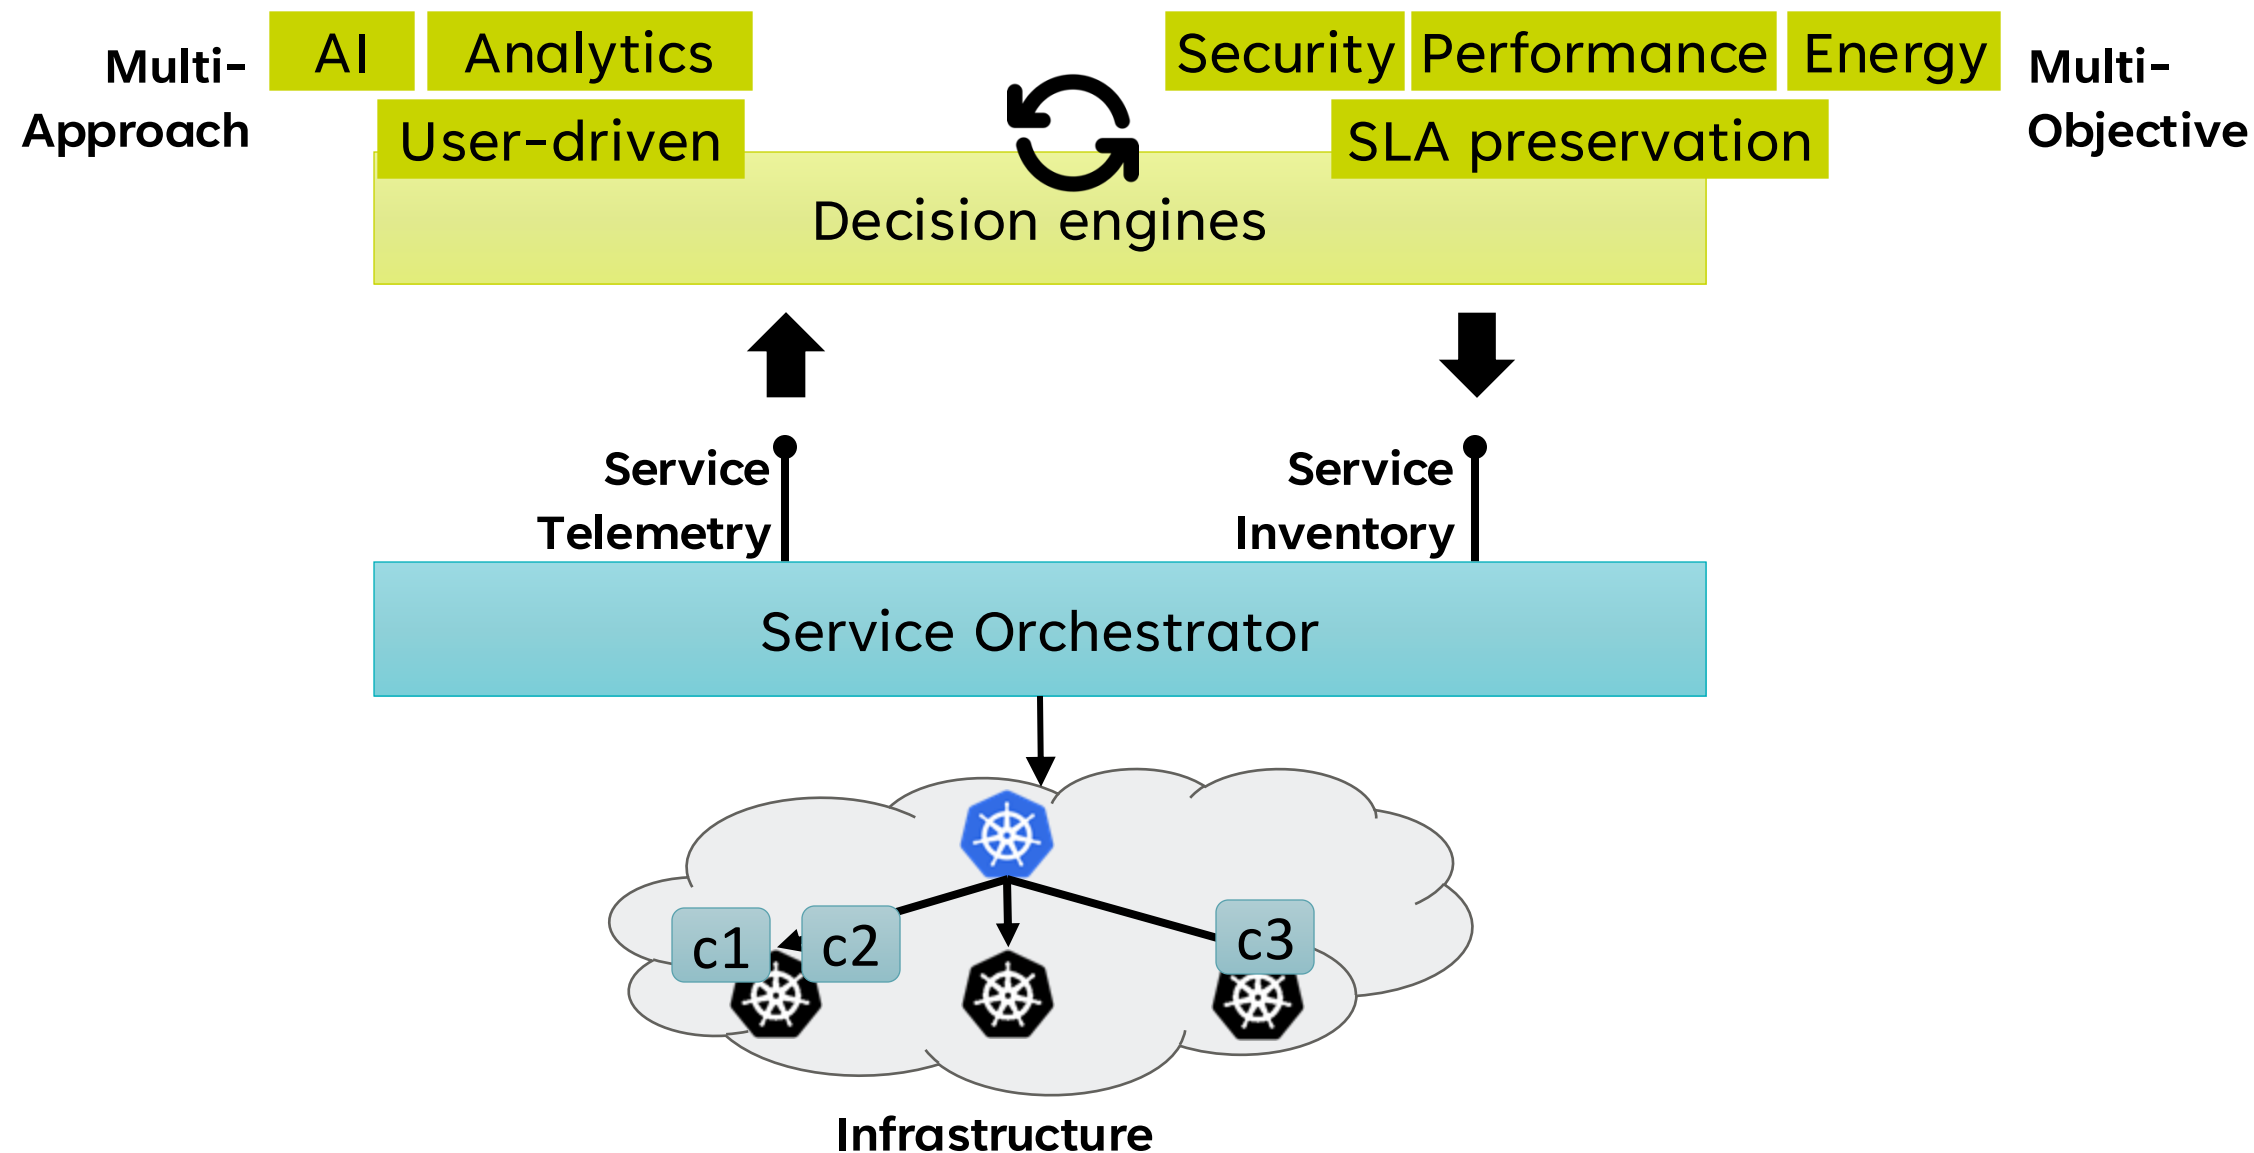 Multi-
Approach
AI
Analytics
User-driven
Security
Performance
Energy
SLA preservation
Multi-
Objective
Decision engines
Service
Telemetry
Service
Inventory
Service Orchestrator
c1
c2
c3
Infrastructure